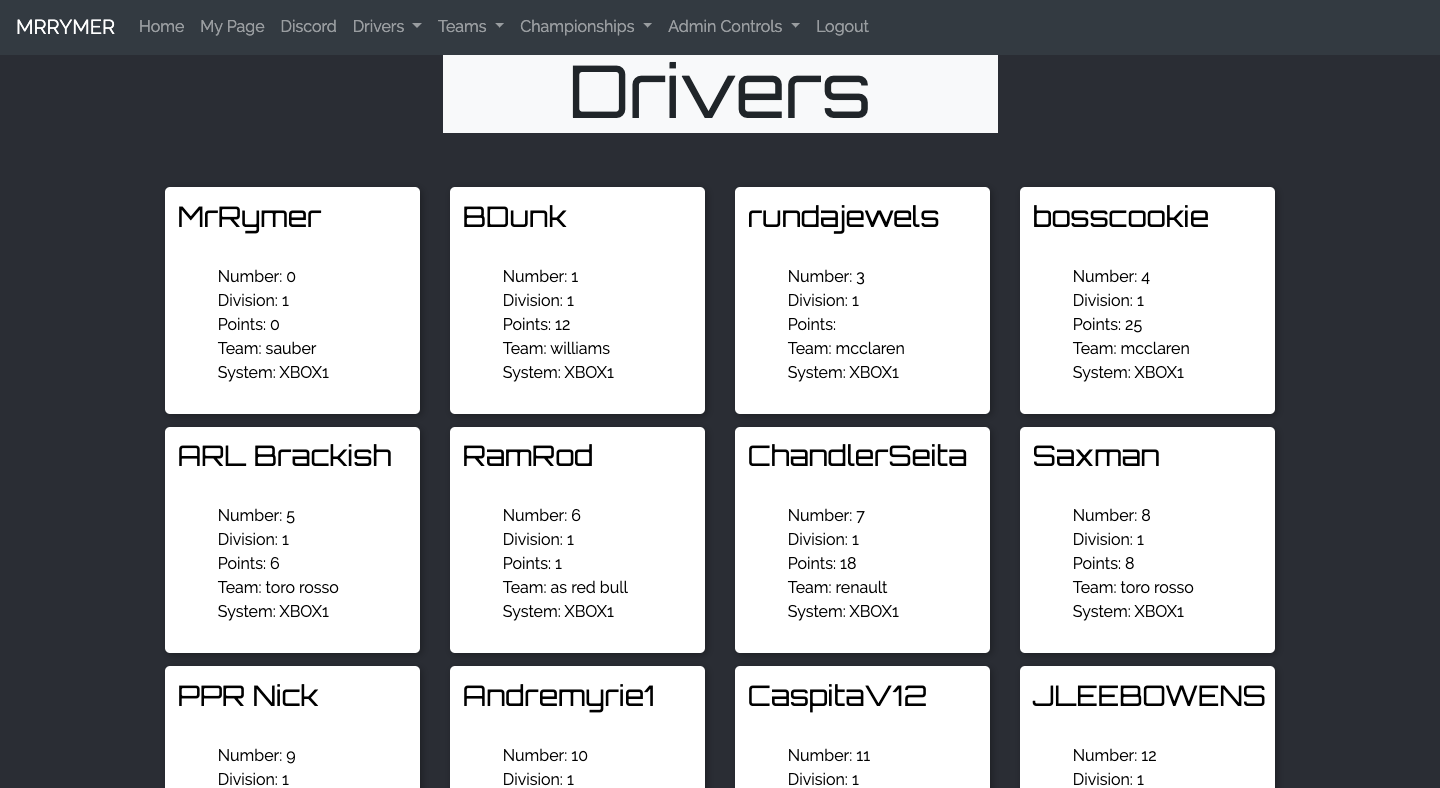 MRRYMER Home My Page Discord Drivers Teams Championships Admin Controls Logout
Drivers
MrRymer
Number: 0
Division: 1
Points: 0
Team: sauber
System: XBOX1
BDunk
Number: 1
Division: 1
Points: 12
Team: williams
System: XBOX1
rundajewels
Number: 3
Division: 1
Points:
Team: mcclaren
System: XBOX1
bosscookie
Number: 4
Division: 1
Points: 25
Team: mcclaren
System: XBOX1
ARL Brackish
Number: 5
Division: 1
Points: 6
Team: toro rosso
System: XBOX1
RamRod
Number: 6
Division: 1
Points: 1
Team: as red bull
System: XBOX1
ChandlerSeita
Number: 7
Division: 1
Points: 18
Team: renault
System: XBOX1
Saxman
Number: 8
Division: 1
Points: 8
Team: toro rosso
System: XBOX1
PPR Nick
Number: 9
Division: 1
Andremyrie1
Number: 10
Division: 1
CaspitaV12
Number: 11
Division: 1
JLEEBOWENS
Number: 12
Division: 1